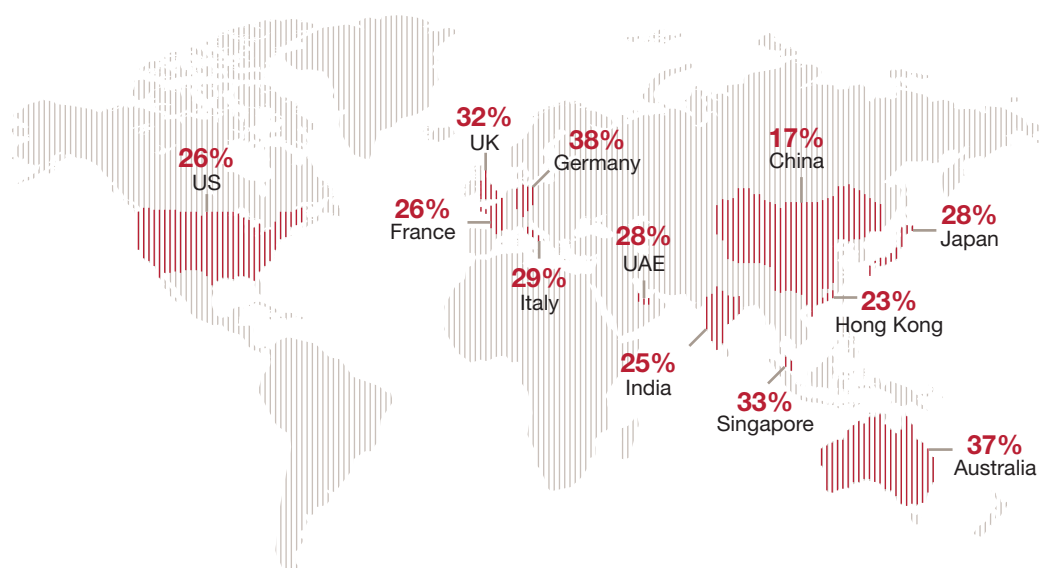 32%
UK
38%
Germany
17%
China
26%
US
26%
France
28%
UAE
28%
Japan
29%
Italy
23%
Hong Kong
25%
India
33%
Singapore
37%
Australia